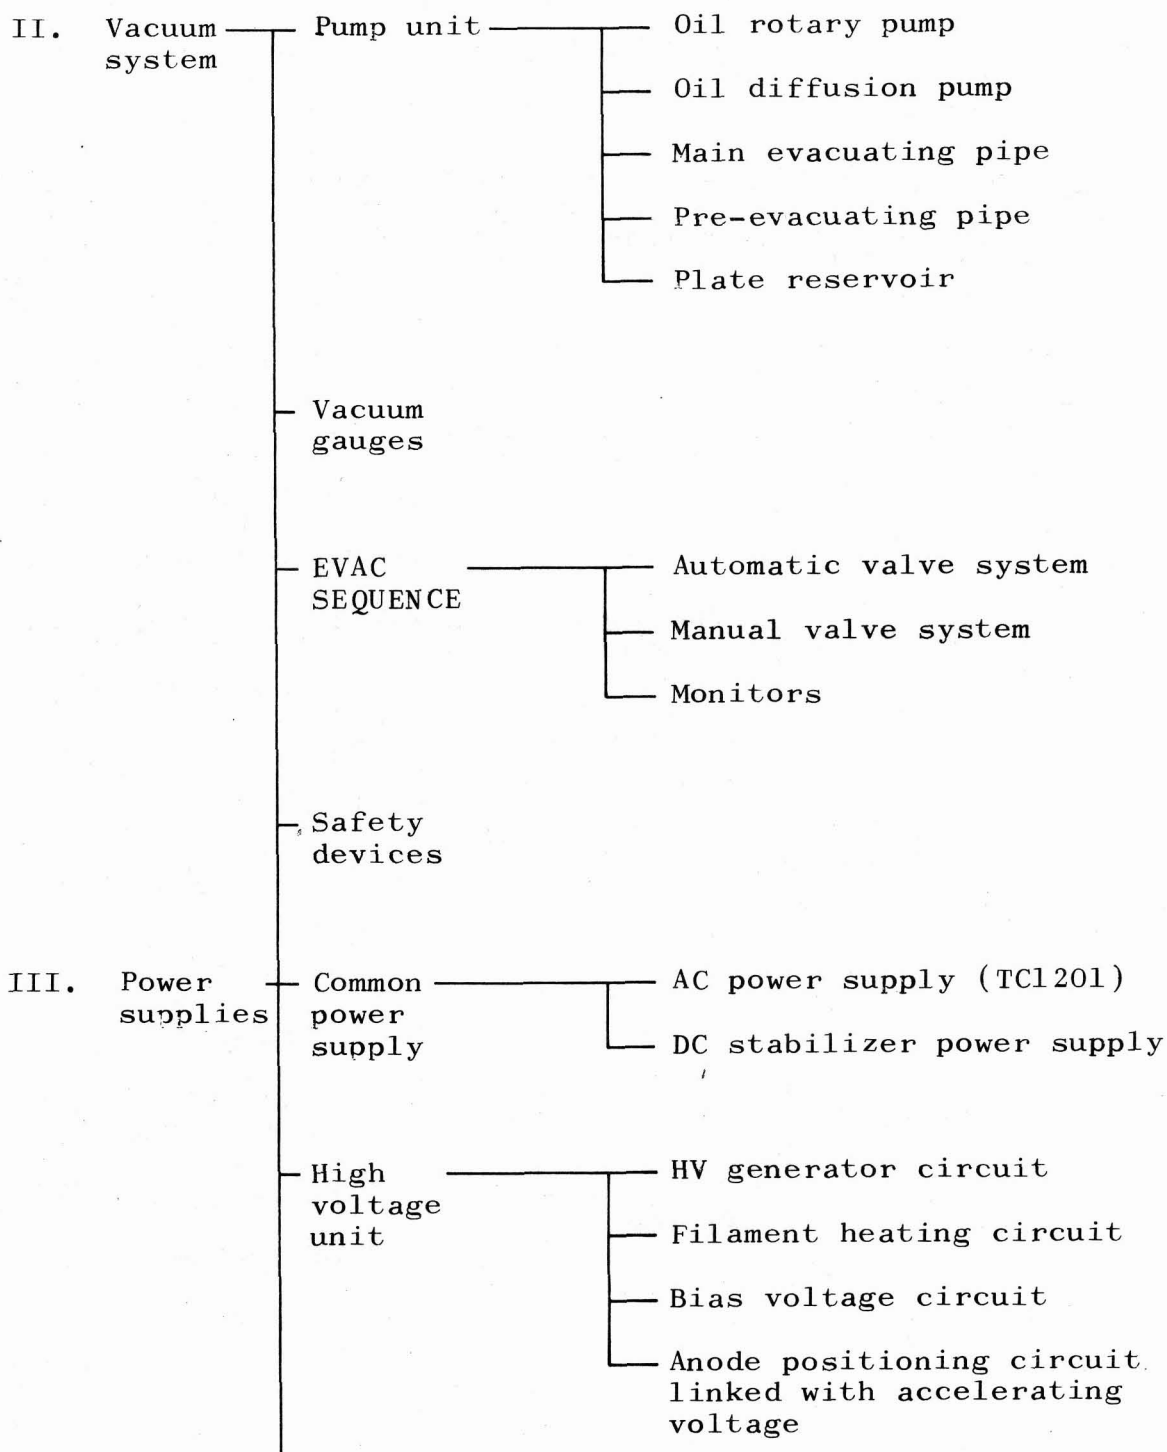 II. Vacuum system
Pump unit
Oil rotary pump
Oil diffusion pump
Main evacuating pipe
Pre-evacuating pipe
Plate reservoir
Vacuum
gauges
EVAC
SEQUENCE
Automatic valve system
Manual valve system
Monitors
Safety
devices
III. Power
supplies
Common
power
supply
AC power supply (TC1201)
DC stabilizer power supply
High
voltage
unit
HV generator circuit
Filament heating circuit
Bias voltage circuit
Anode positioning circuit
linked with accelerating
voltage